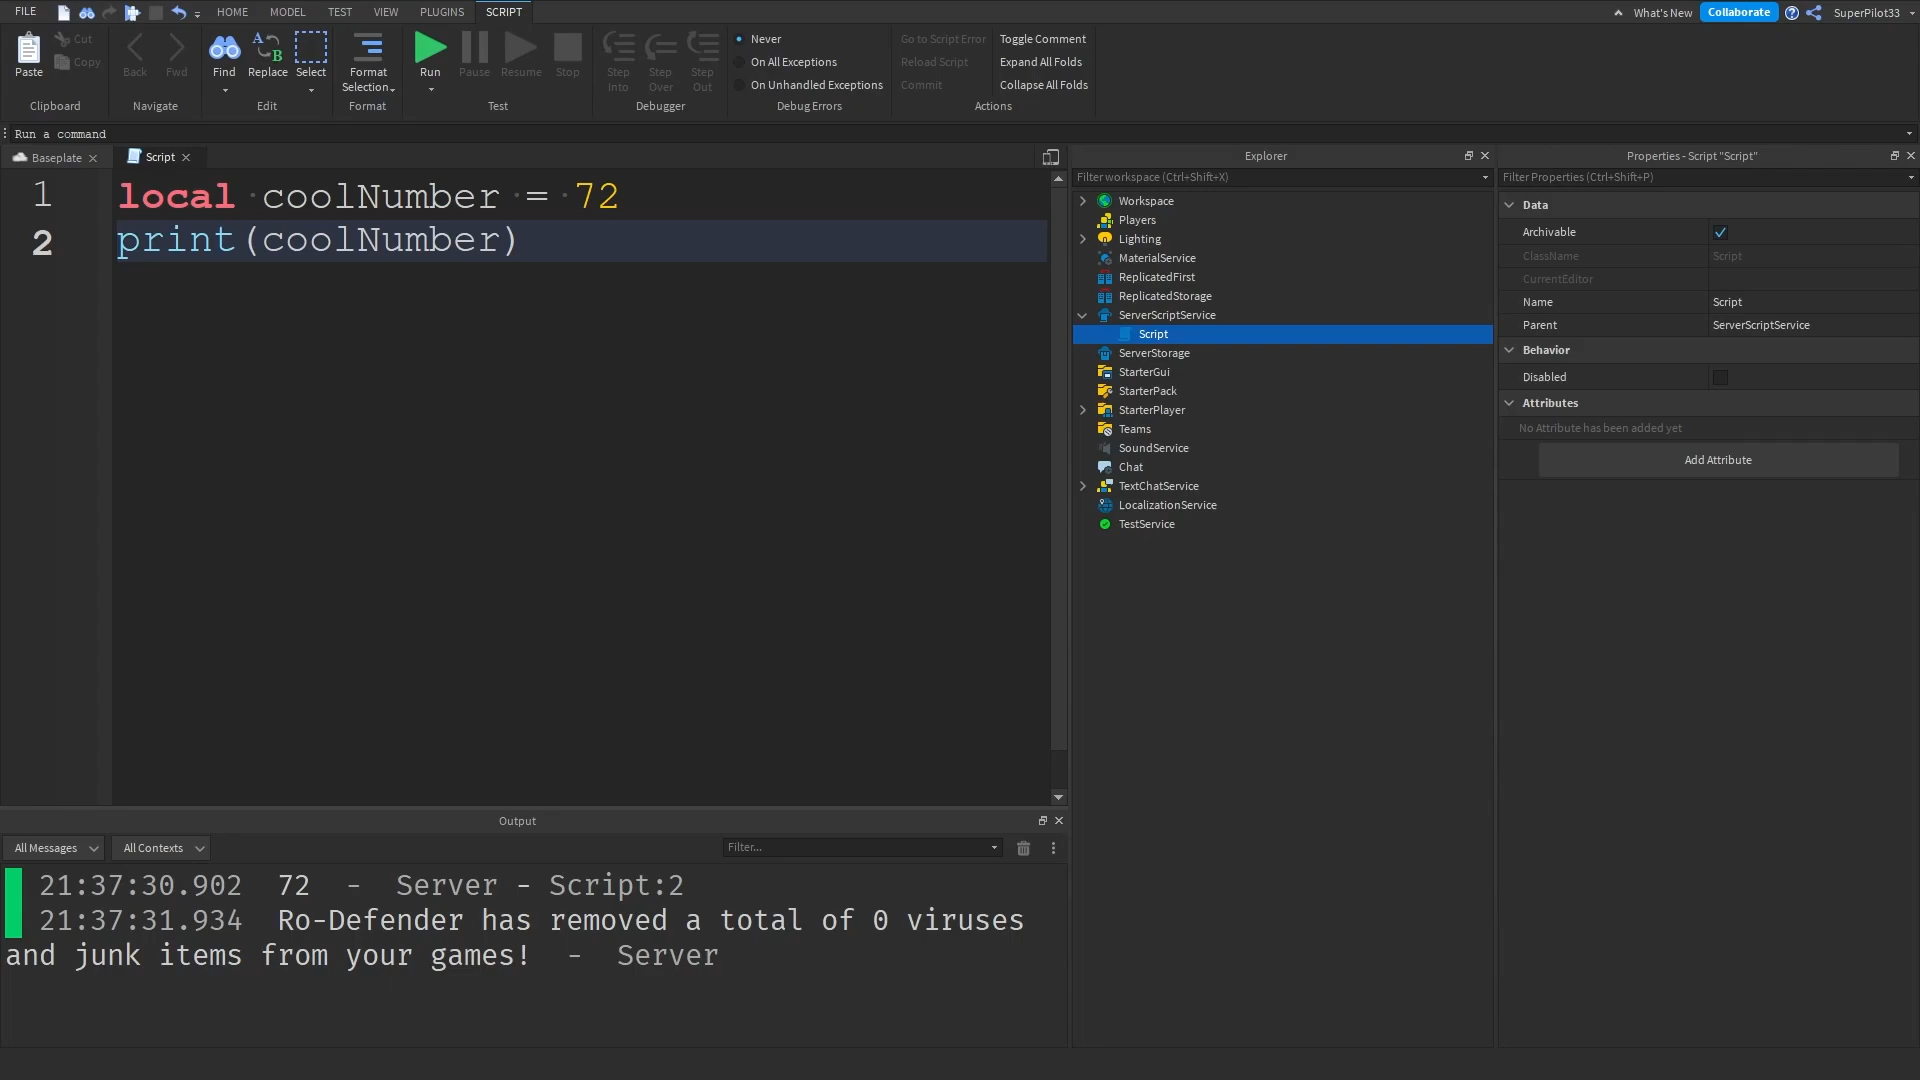 FILE
HOME
MODEL
TEST
VIEW
PLUGINS
SCRIPT
What's New
Collaborate
SuperPilot33
Paste
Cut
Copy
Clipboard
Back
Fwd
Navigate
Find
Replace
Select
Edit
Format
Selection
Format
Run
Pause
Resume
Stop
Test
Step
Into
Step
Over
Step
Out
Debugger
Never
On All Exceptions
On Unhandled Exceptions
Debug Errors
Go to Script Error
Reload Script
Commit
Toggle Comment
Expand All Folds
Collapse All Folds
Actions
Run a command
Baseplate
Script
1 local coolNumber = 72
2 print(coolNumber)
Output
All Messages
All Contexts
Filter...
21:37:30.902 72 - Server - Script:2
21:37:31.934 Ro-Defender has removed a total of 0 viruses
and junk items from your games! - Server
Explorer
Filter workspace (Ctrl+Shift+X)
Workspace
Players
Lighting
MaterialService
ReplicatedFirst
ReplicatedStorage
ServerScriptService
Script
ServerStorage
StarterGui
StarterPack
StarterPlayer
Teams
SoundService
Chat
TextChatService
LocalizationService
TestService
Properties - Script "Script"
Filter Properties (Ctrl+Shift+P)
Data
Archivable
ClassName Script
CurrentEditor
Name Script
Parent ServerScriptService
Behavior
Disabled
Attributes
No Attribute has been added yet
Add Attribute